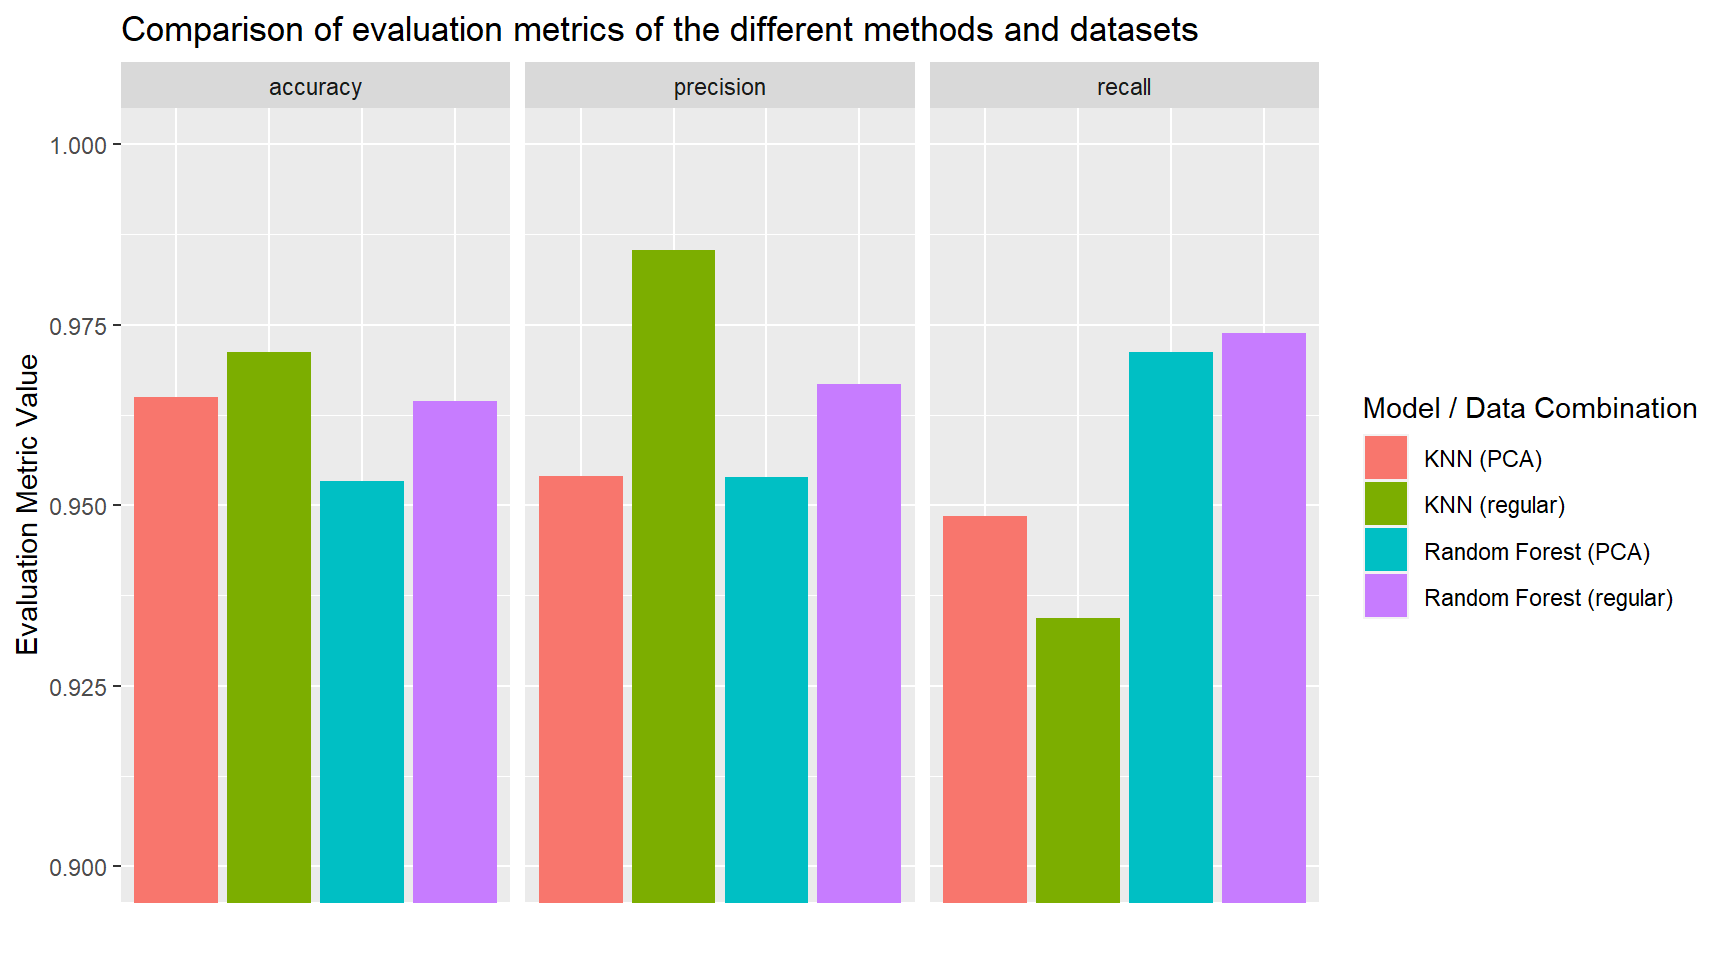 Comparison of evaluation metrics of the different methods and datasets
accuracy
precision
recall
1.000
0.975
0.950
0.925
0.900
Evaluation Metric Value
Model / Data Combination
KNN (PCA)
KNN (regular)
Random Forest (PCA)
Random Forest (regular)